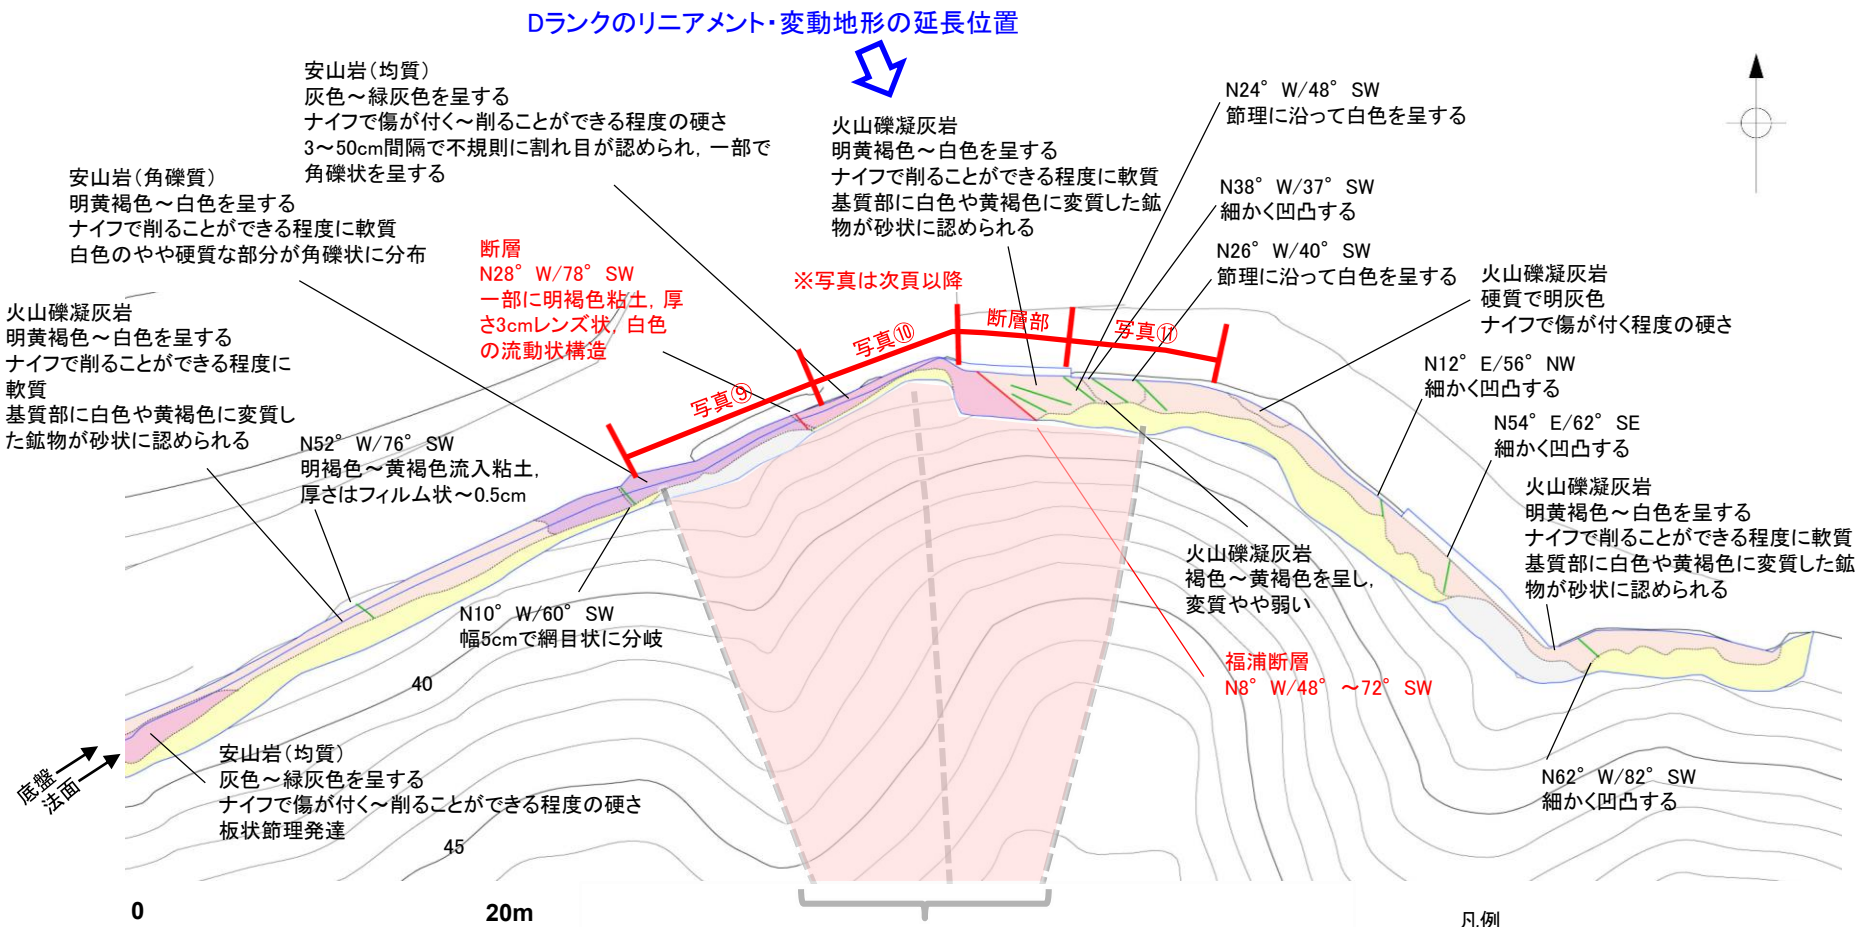 Dランクのリニアメント・変動地形の延長位置
安山岩(均質)
灰色～緑灰色を呈する
ナイフで傷が付く～削ることができる程度の硬さ
3～50cm間隔で不規則に割れ目が認められ, 一部で
角礫状を呈する
火山礫凝灰岩
明黄褐色～白色を呈する
ナイフで削ることができる程度に軟質
基質部に白色や黄褐色に変質した鉱
物が砂状に認められる
N24° W/48° SW
節理に沿って白色を呈する
N38° W/37° SW
細かく凹凸する
N26° W/40° SW
節理に沿って白色を呈する
安山岩(角礫質)
明黄褐色～白色を呈する
ナイフで削ることができる程度に軟質
白色のやや硬質な部分が角礫状に分布
断層
N28° W/78° SW
一部に明褐色粘土, 厚
さ3cmレンズ状, 白色
の流動状構造
※写真は次頁以降
火山礫凝灰岩
硬質で明灰色
ナイフで傷が付く程度の硬さ
火山礫凝灰岩
明黄褐色～白色を呈する
ナイフで削ることができる程度に
軟質
基質部に白色や黄褐色に変質し
た鉱物が砂状に認められる
写真⑨
写真⑩
断層部
写真⑪
N12° E/56° NW
細かく凹凸する
N54° E/62° SE
細かく凹凸する
N52° W/76° SW
明褐色～黄褐色流入粘土,
厚さはフィルム状～0.5cm
火山礫凝灰岩
明黄褐色～白色を呈する
ナイフで削ることができる程度に軟質
基質部に白色や黄褐色に変質した鉱
物が砂状に認められる
火山礫凝灰岩
褐色～黄褐色を呈し,
変質やや弱い
N10° W/60° SW
幅5cmで網目状に分岐
福浦断層
N8° W/48° ～72° SW
40
底盤
法面
安山岩(均質)
灰色～緑灰色を呈する
ナイフで傷が付く～削ることができる程度の硬さ
板状節理発達
N62° W/82° SW
細かく凹凸する
45
0
20m
凡例